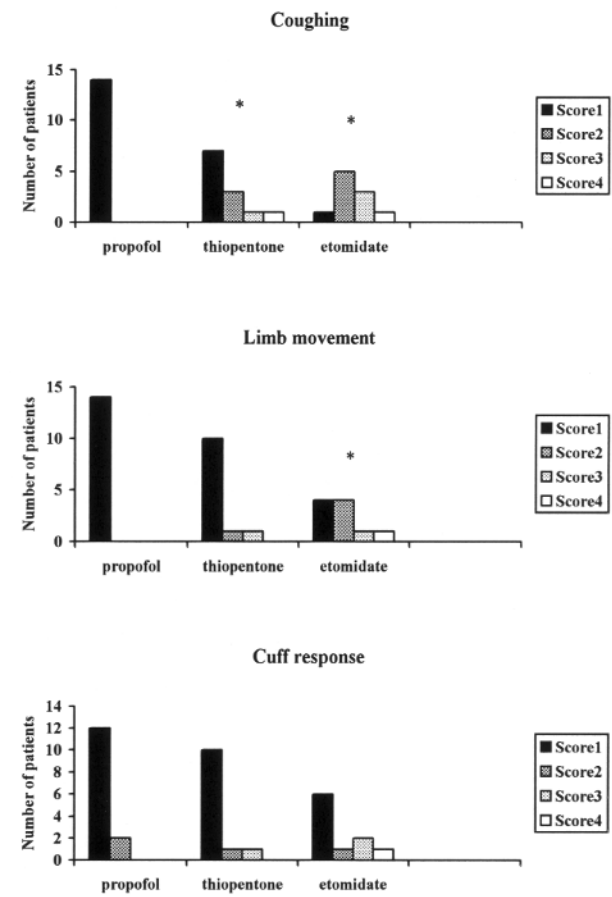 Coughing
Number of patients
15
10
5
0
*
*
propofol thiopentone etomidate
Score1
Score2
Score3
Score4
Limb movement
Number of patients
15
10
5
0
*
propofol thiopentone etomidate
Score1
Score2
Score3
Score4
Cuff response
Number of patients
14
12
10
8
6
4
2
0
propofol thiopentone etomidate
Score1
Score2
Score3
Score4